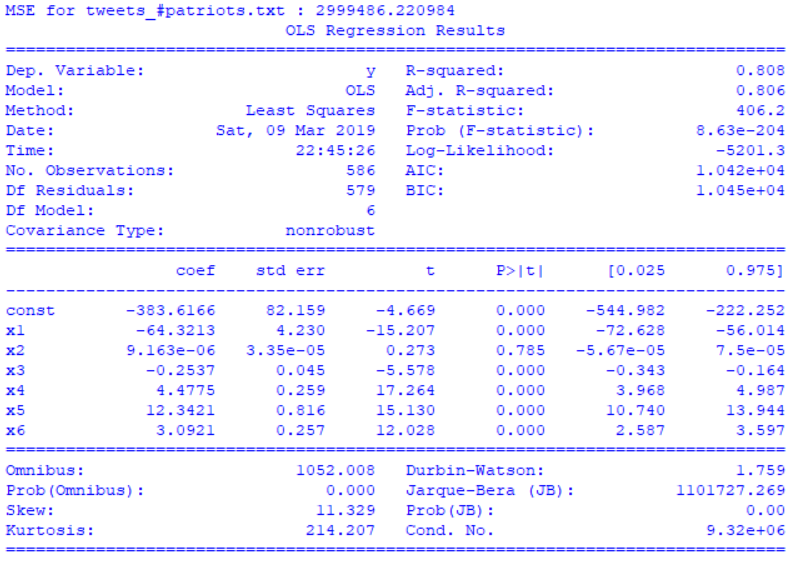 MSE for tweets_#patriots.txt : 2999486.220984
                            OLS Regression Results
==============================================================================
Dep. Variable:                      y   R-squared:                       0.808
Model:                            OLS   Adj. R-squared:                  0.806
Method:                 Least Squares   F-statistic:                     406.2
Date:                Sat, 09 Mar 2019   Prob (F-statistic):          8.63e-204
Time:                        22:45:26   Log-Likelihood:                -5201.3
No. Observations:                 586   AIC:                         1.042e+04
Df Residuals:                     579   BIC:                         1.045e+04
Df Model:                           6
Covariance Type:            nonrobust
==============================================================================
                 coef    std err          t      P>|t|      [0.025      0.975]
------------------------------------------------------------------------------
const       -383.6166     82.159     -4.669      0.000    -544.982    -222.252
x1           -64.3213      4.230    -15.207      0.000     -72.628     -56.014
x2          9.163e-06   3.35e-05      0.273      0.785   -5.67e-05     7.5e-05
x3            -0.2537      0.045     -5.578      0.000      -0.343      -0.164
x4             4.4775      0.259     17.264      0.000       3.968       4.987
x5            12.3421      0.816     15.130      0.000      10.740      13.944
x6             3.0921      0.257     12.028      0.000       2.587       3.597
==============================================================================
Omnibus:                     1052.008   Durbin-Watson:                   1.759
Prob(Omnibus):                  0.000   Jarque-Bera (JB):          1101727.269
Skew:                          11.329   Prob(JB):                         0.00
Kurtosis:                     214.207   Cond. No.                     9.32e+06
==============================================================================